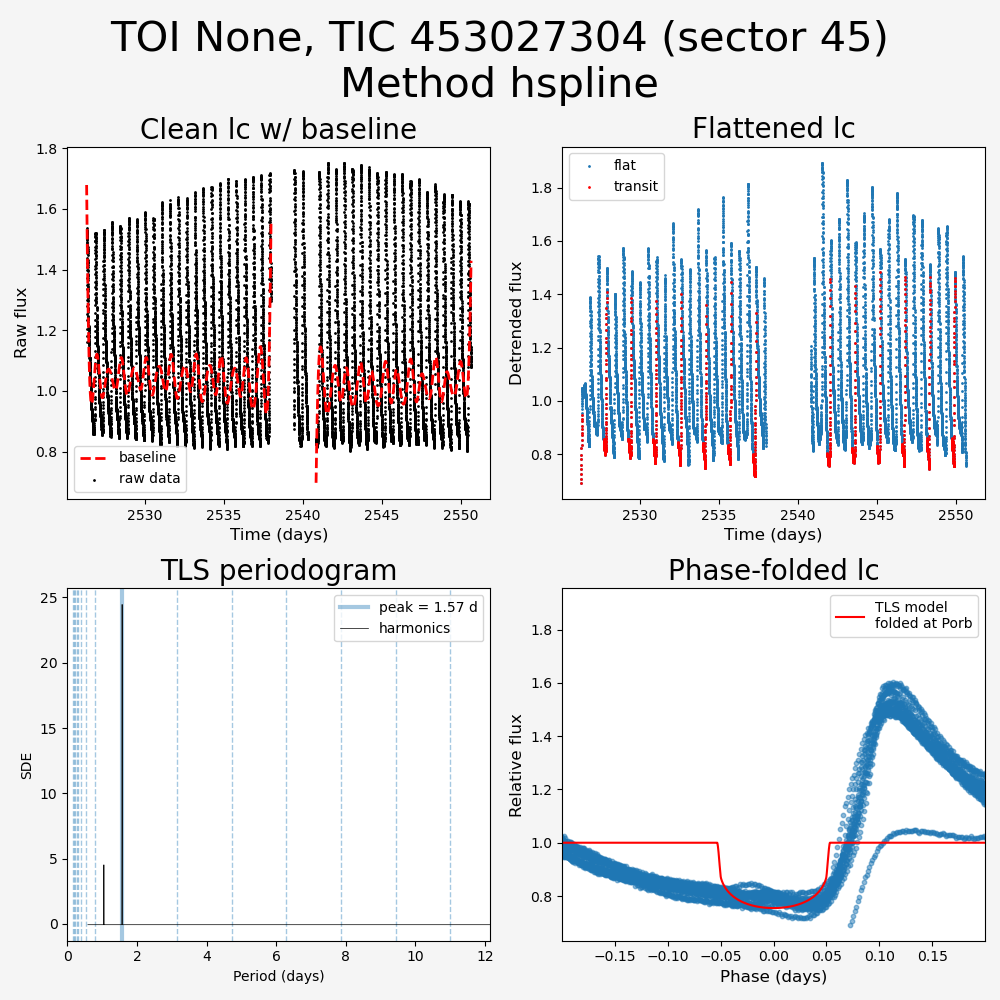 TOI None, TIC 453027304 (sector 45)
Method hspline
Clean lc w/ baseline
Raw flux
1.8
1.6
1.4
1.2
1.0
0.8
baseline
raw data
2530
2535
2540
2545
2550
Time (days)
Flattened lc
Detrended flux
1.8
1.6
1.4
1.2
1.0
0.8
flat
transit
2530
2535
2540
2545
2550
Time (days)
TLS periodogram
SDE
25
20
15
10
5
0
peak = 1.57 d
harmonics
0
2
4
6
8
10
12
Period (days)
Phase-folded lc
Relative flux
1.8
1.6
1.4
1.2
1.0
0.8
TLS model
folded at Porb
−0.15
−0.10
−0.05
0.00
0.05
0.10
0.15
Phase (days)